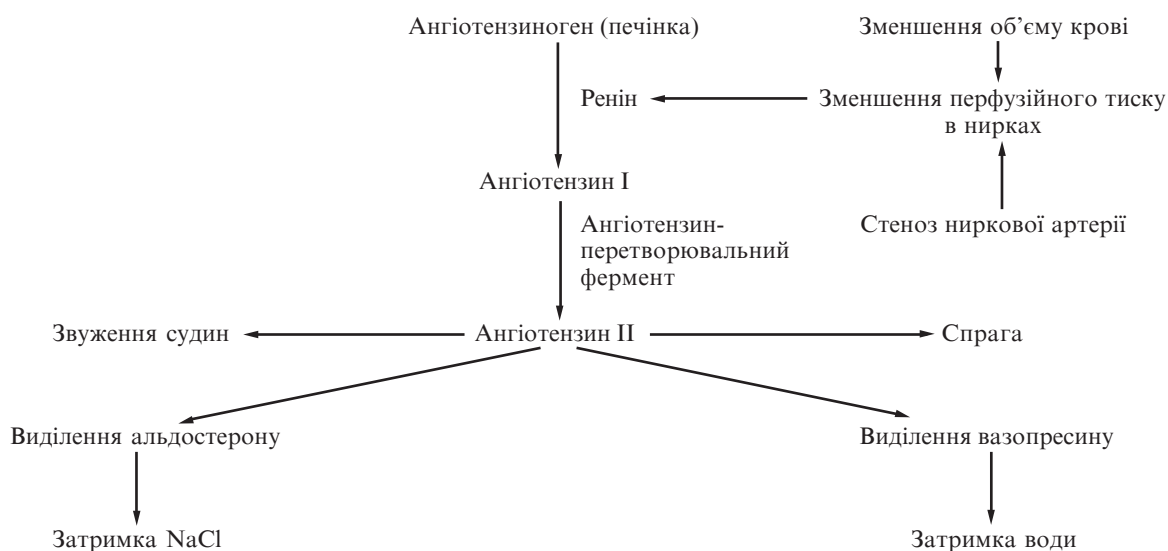 Ангіотензиноген (печінка)
Зменшення об’єму крові
Ренін
Зменшення перфузійного тиску
в нирках
Ангіотензин I
Стеноз ниркової артерії
Ангіотензин-
перетворювальний
фермент
Звуження судин
Ангіотензин II
Спрага
Виділення альдостерону
Виділення вазопресину
Затримка NaCl
Затримка води